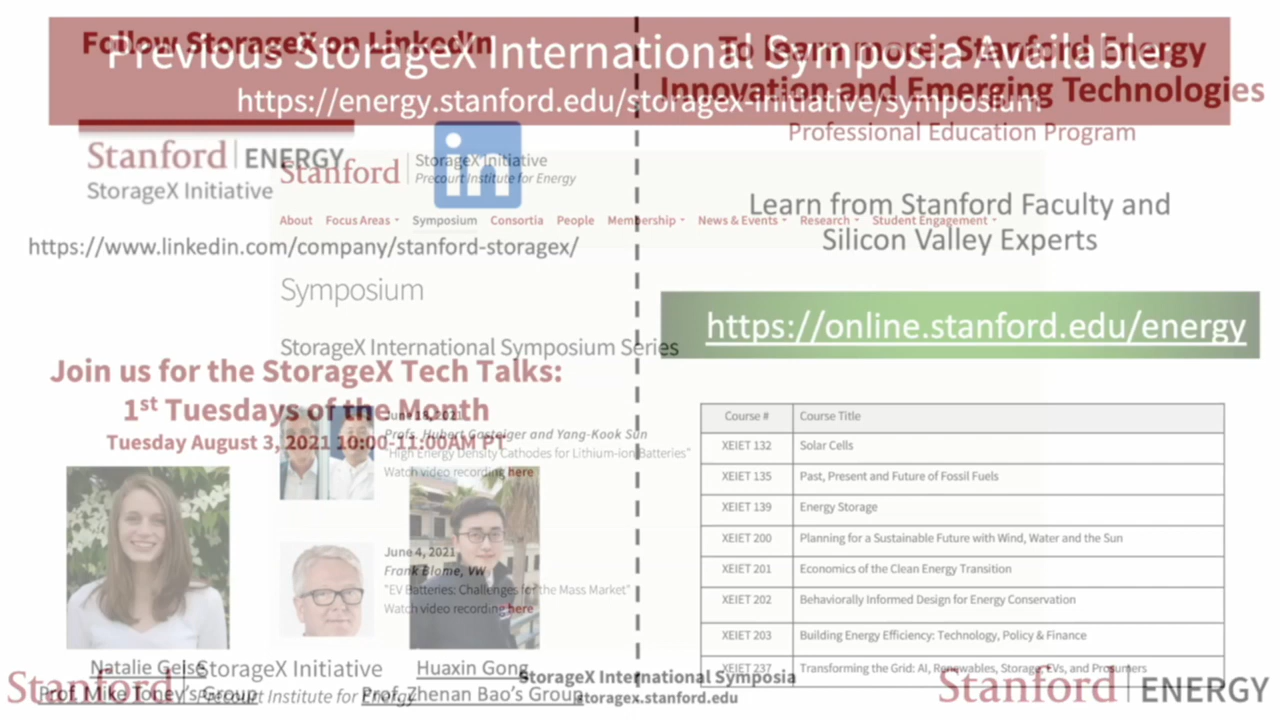 Previous StorageX International Symposia Available:
https://energy.stanford.edu/storagex-initiative/symposium
Follow StorageX on LinkedIn
Stanford | ENERGY
StorageX Initiative
in
https://www.linkedin.com/company/stanford-storagex/
Stanford | StorageX Initiative
Precourt Institute for Energy
About Focus Areas Symposium Consortia People Membership News & Events Research Student Engagement
Symposium
StorageX International Symposium Series
Join us for the StorageX Tech Talks:
1st Tuesdays of the Month
Tuesday August 3, 2021 10:00-11:00AM PT
June 18, 2021
Profs. Hubert Gasteiger and Yang-Kook Sun
"High Energy Density Cathodes for Lithium-ion Batteries"
Watch video recording here
June 4, 2021
Frank Blome, VW
"EV Batteries: Challenges for the Mass Market"
Watch video recording here
Natalie Geise
Prof. Mike Toney's Group
Huaxin Gong
Prof. Zhenan Bao's Group
To learn more: Stanford Energy
Innovation and Emerging Technologies
Professional Education Program
Learn from Stanford Faculty and
Silicon Valley Experts
https://online.stanford.edu/energy
Course # Course Title
XEIET 132 Solar Cells
XEIET 135 Past, Present and Future of Fossil Fuels
XEIET 139 Energy Storage
XEIET 200 Planning for a Sustainable Future with Wind, Water and the Sun
XEIET 201 Economics of the Clean Energy Transition
XEIET 202 Behaviorally Informed Design for Energy Conservation
XEIET 203 Building Energy Efficiency: Technology, Policy & Finance
XEIET 237 Transforming the Grid: AI, Renewables, Storage, EVs, and Prosumers
Stanford | StorageX Initiative
Precourt Institute for Energy
StorageX International Symposia
storagex.stanford.edu
Stanford | ENERGY